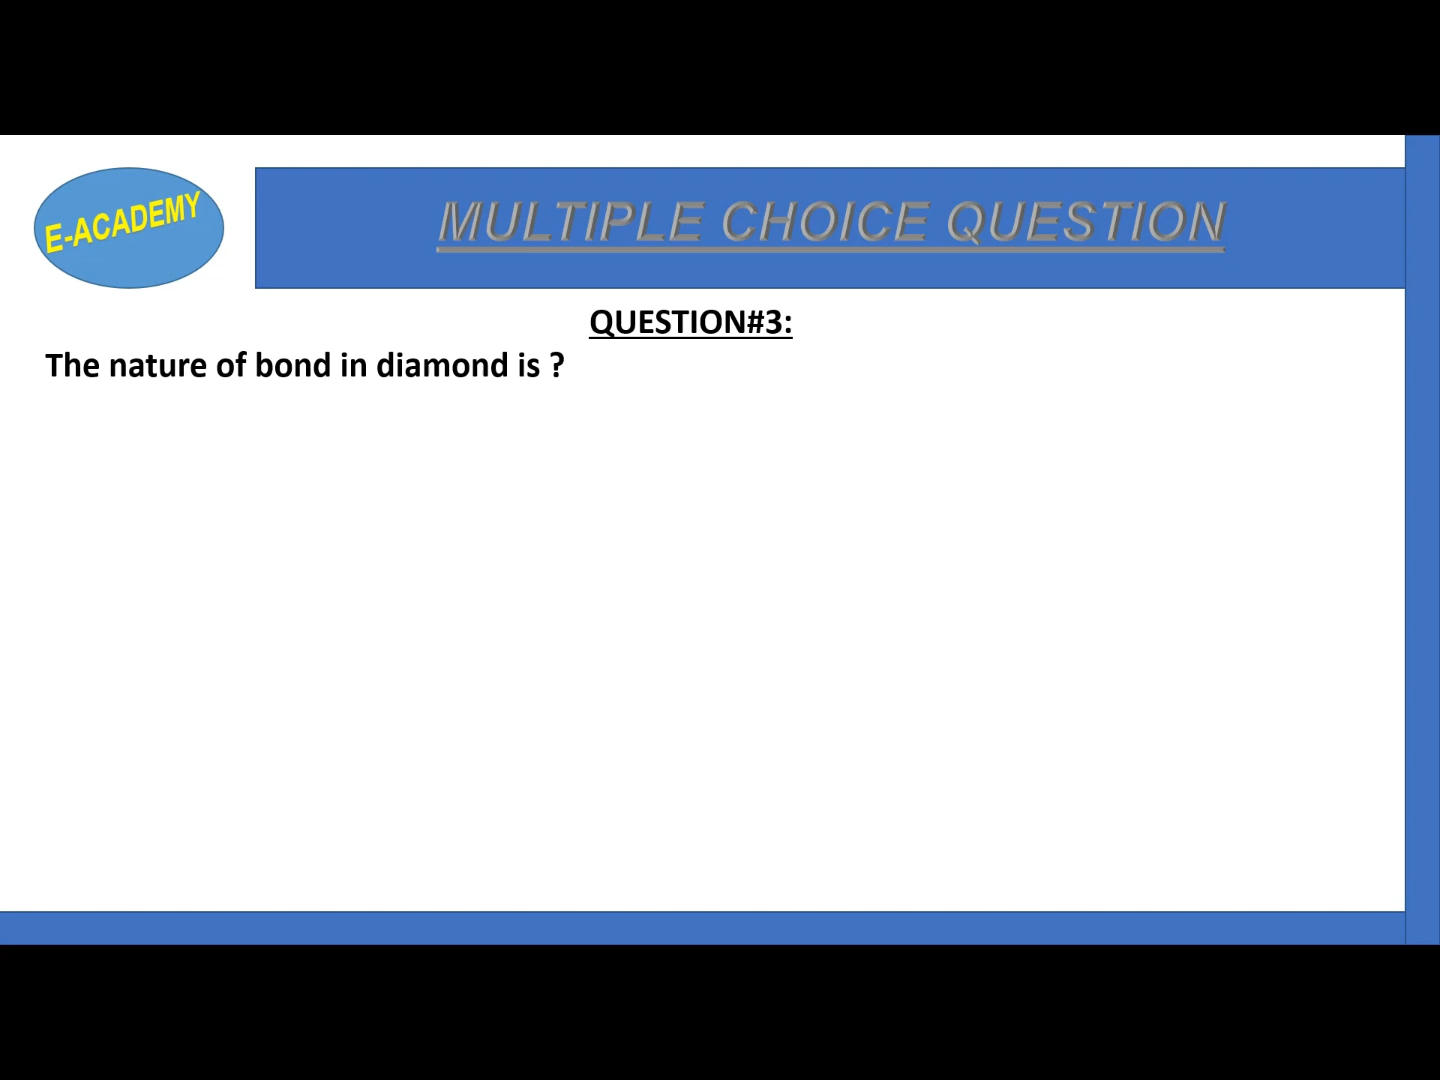 E-ACADEMY
MULTIPLE CHOICE QUESTION
QUESTION#3:
The nature of bond in diamond is ?